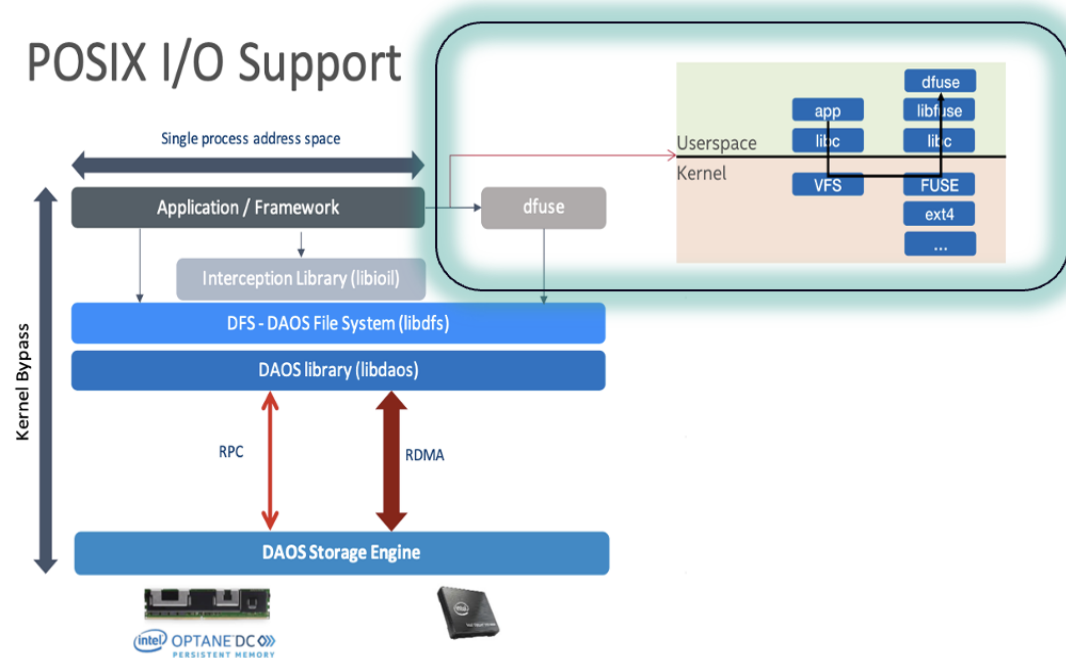 POSIX I/O Support
Single process address space
Application / Framework
dfuse
Interception Library (libioil)
DFS - DAOS File System (libdfs)
DAOS library (libdaos)
Kernel Bypass
RPC
RDMA
DAOS Storage Engine
intel OPTANE DC
PERSISTENT MEMORY
intel
Userspace
Kernel
app
libc
VFS
dfuse
libfuse
libc
FUSE
ext4
...